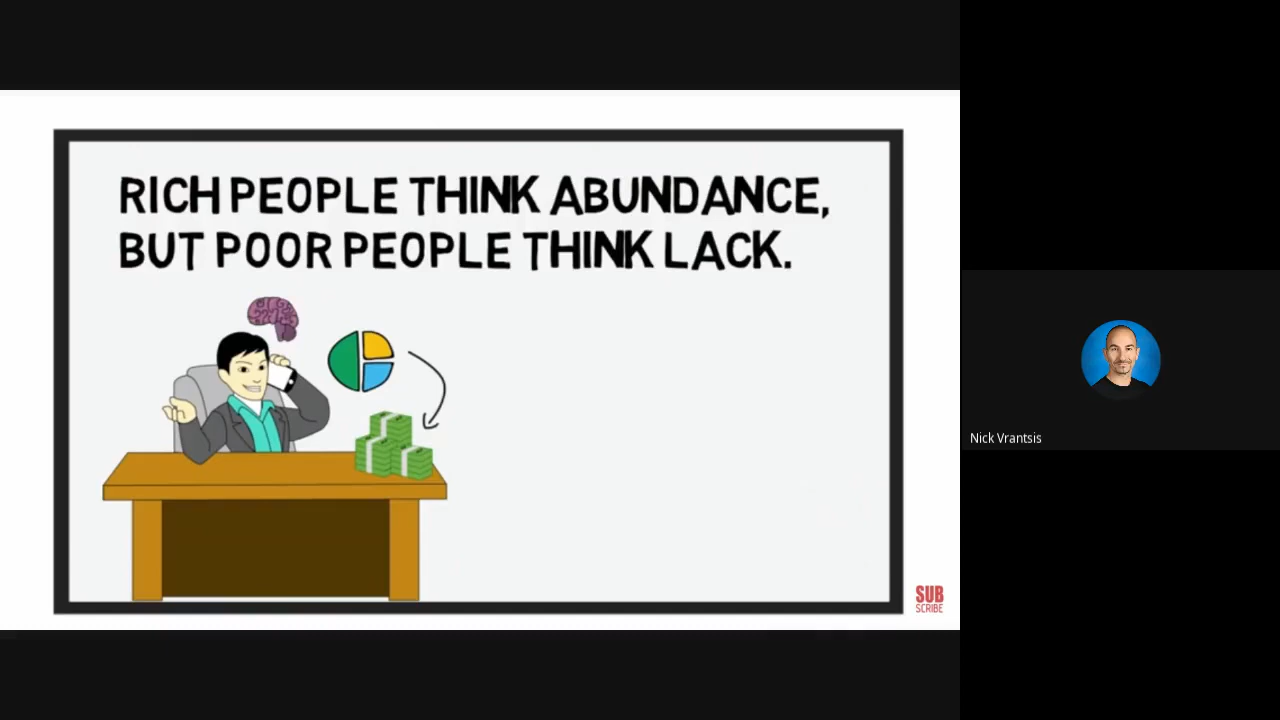 RICH PEOPLE THINK ABUNDANCE,
BUT POOR PEOPLE THINK LACK.
Nick Vrantsis
SUB
SCRIBE